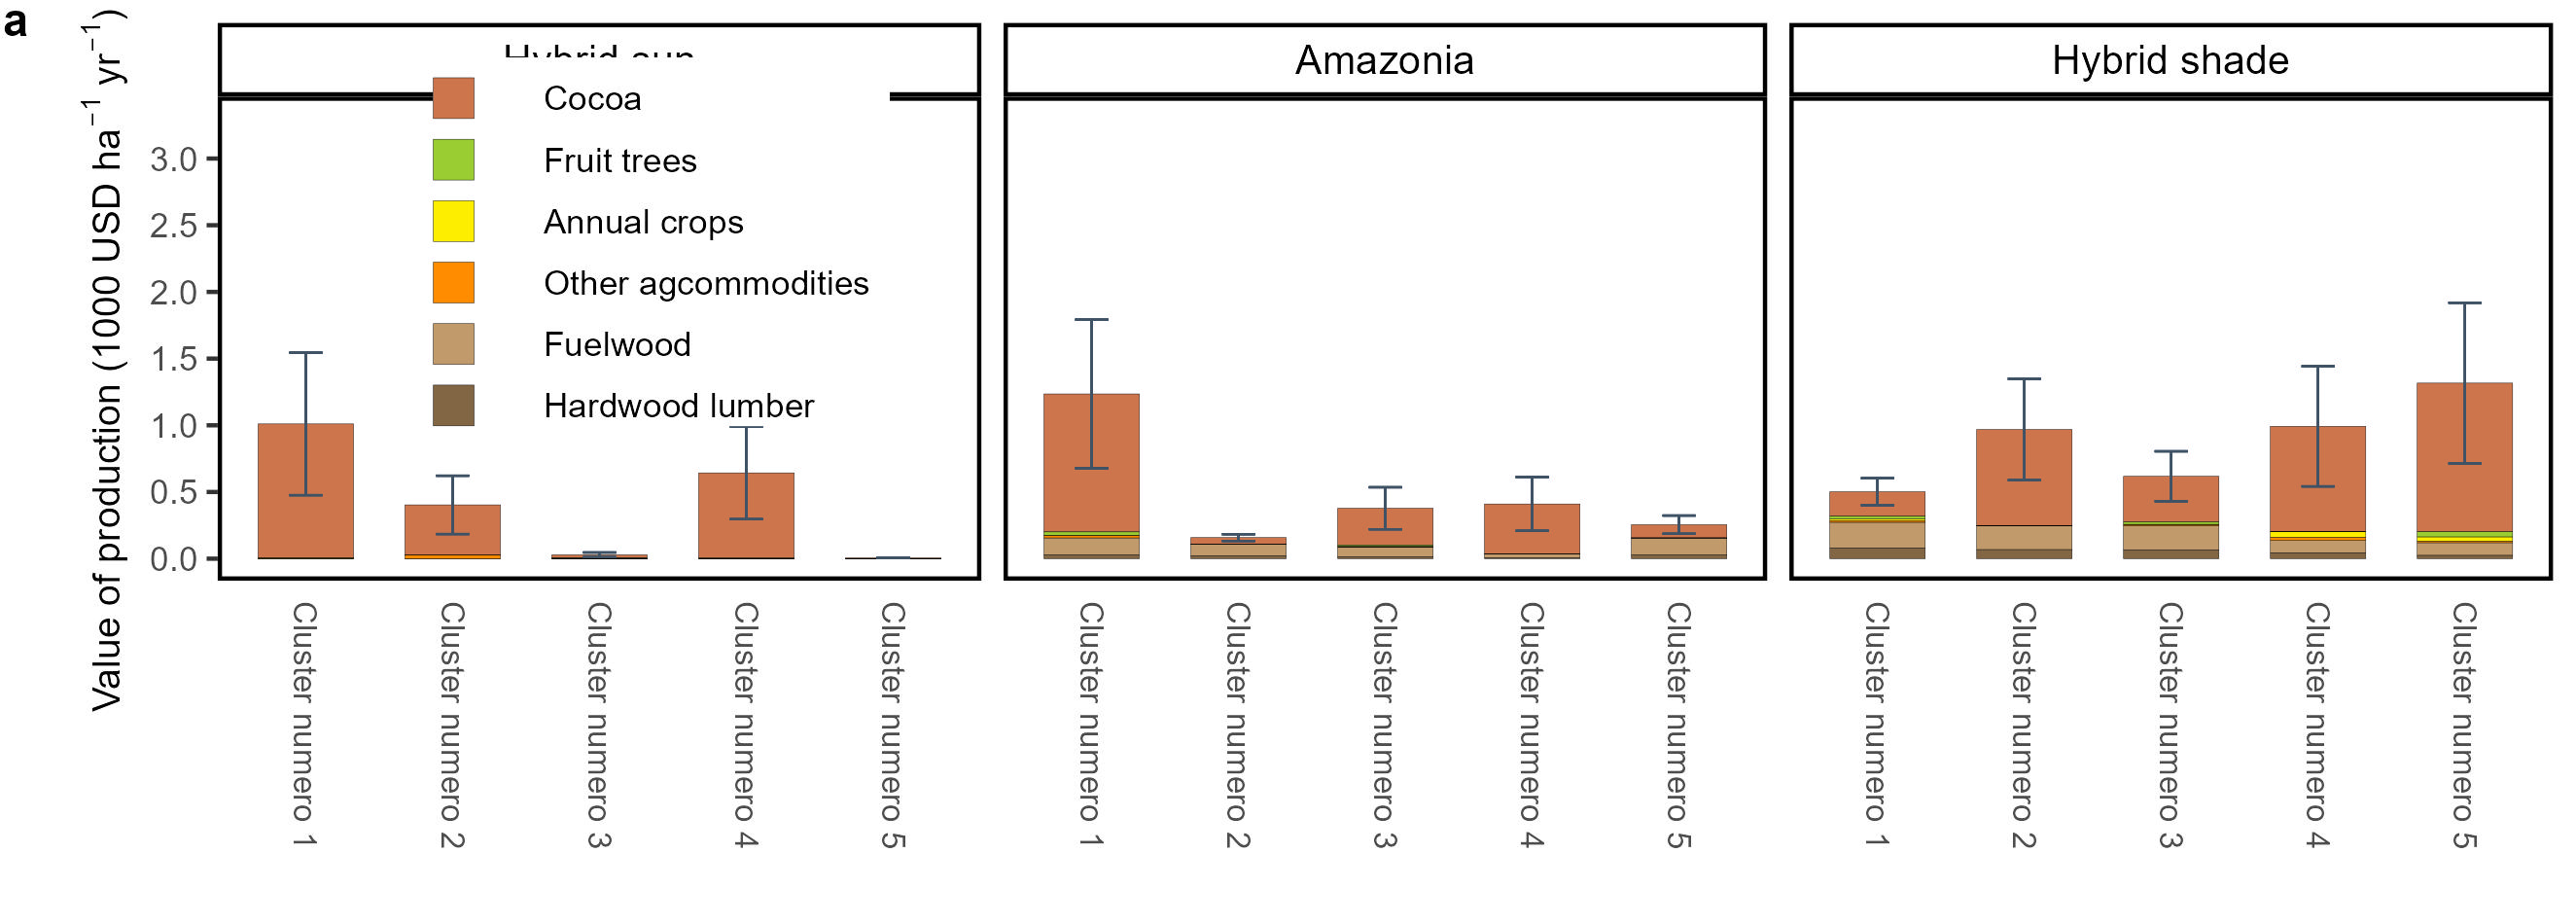 a
Value of production (1000 USD ha⁻¹ yr⁻¹)
3.0
2.5
2.0
1.5
1.0
0.5
0.0
Hybrid sun
Cocoa
Fruit trees
Annual crops
Other agcommodities
Fuelwood
Hardwood lumber
Amazonia
Hybrid shade
Cluster numero 1
Cluster numero 2
Cluster numero 3
Cluster numero 4
Cluster numero 5
Cluster numero 1
Cluster numero 2
Cluster numero 3
Cluster numero 4
Cluster numero 5
Cluster numero 1
Cluster numero 2
Cluster numero 3
Cluster numero 4
Cluster numero 5